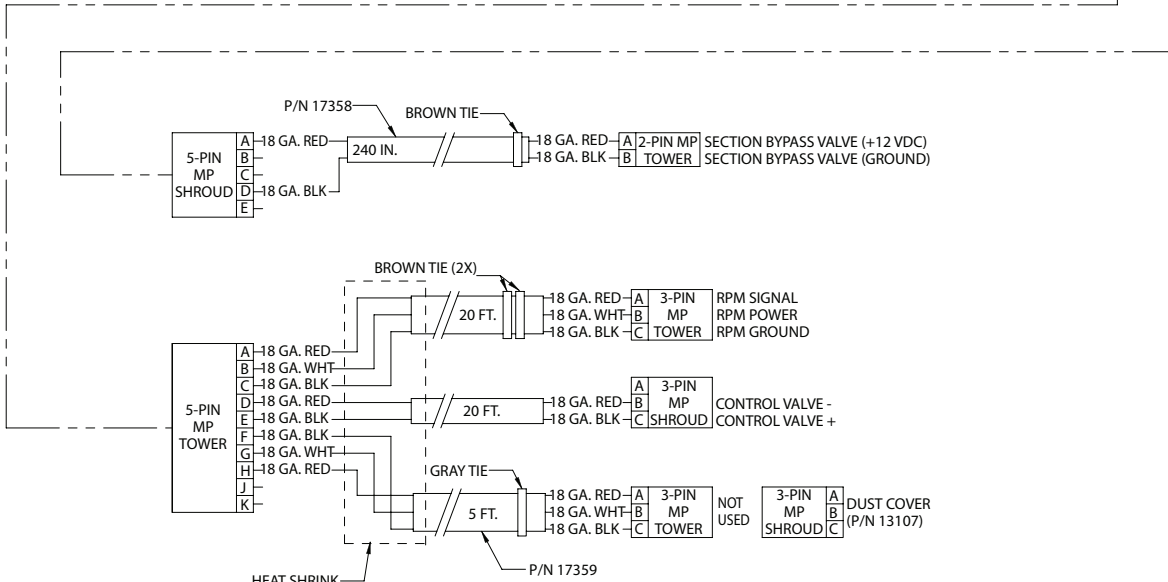 P/N 17358
BROWN TIE
5-PIN
MP
SHROUD
A 18 GA. RED
B
C
D 18 GA. BLK
E
240 IN.
18 GA. RED A
18 GA. BLK B
2-PIN MP
TOWER
SECTION BYPASS VALVE (+12 VDC)
SECTION BYPASS VALVE (GROUND)
BROWN TIE (2X)
20 FT.
18 GA. RED A
18 GA. WHT B
18 GA. BLK C
3-PIN
MP
TOWER
RPM SIGNAL
RPM POWER
RPM GROUND
5-PIN
MP
TOWER
A 18 GA. RED
B 18 GA. WHT
C 18 GA. BLK
D 18 GA. RED
E 18 GA. BLK
F 18 GA. BLK
G 18 GA. WHT
H 18 GA. RED
J
K
20 FT.
A
18 GA. RED B
18 GA. BLK C
3-PIN
MP
SHROUD
CONTROL VALVE -
CONTROL VALVE +
GRAY TIE
5 FT.
18 GA. RED A
18 GA. WHT B
18 GA. BLK C
3-PIN
MP
TOWER
NOT
USED
3-PIN
MP
SHROUD
A
B
C
DUST COVER
(P/N 13107)
P/N 17359
HEAT SHRINK